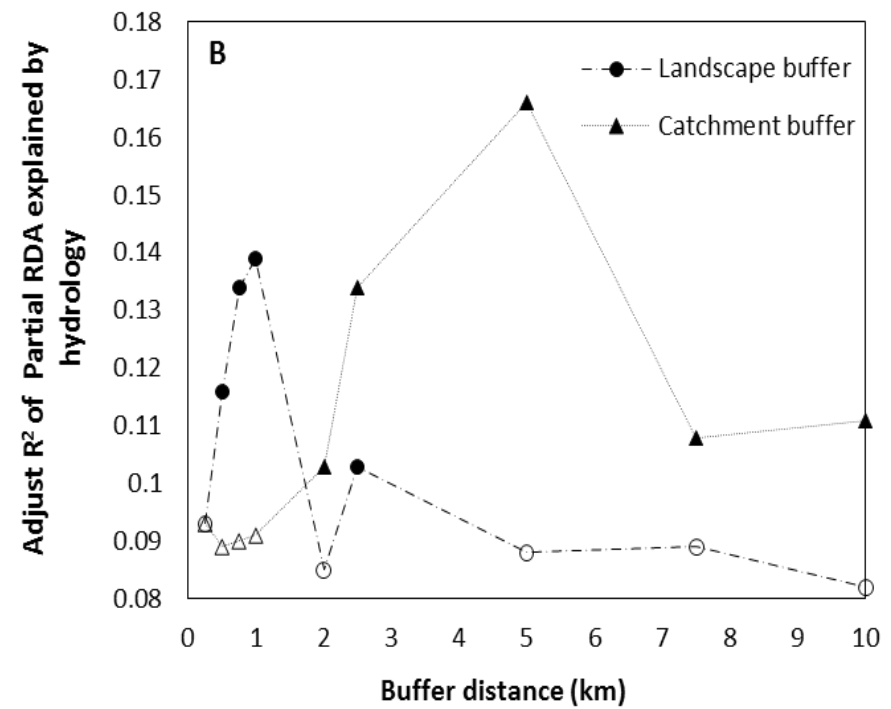 Adjust R² of Partial RDA explained by
hydrology
0.18
0.17
0.16
0.15
0.14
0.13
0.12
0.11
0.1
0.09
0.08
B
Landscape buffer
Catchment buffer
0 1 2 3 4 5 6 7 8 9 10
Buffer distance (km)